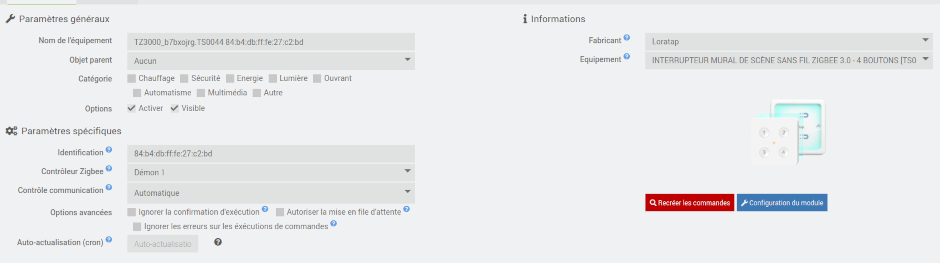 Paramètres généraux
Nom de l'équipement
TZ3000_b7bxojrg.TS0044 84:b4:db:ff:fe:27:c2:bd
Objet parent
Aucun
Catégorie
Chauffage Sécurité Energie Lumière Ouvrant
Automatisme Multimédia Autre
Options
Activer Visible
Paramètres spécifiques
Identification ?
84:b4:db:ff:fe:27:c2:bd
Contrôleur Zigbee ?
Démon 1
Contrôle communication ?
Automatique
Options avancées
Ignorer la confirmation d'exécution ? Autoriser la mise en file d'attente ?
Ignorer les erreurs sur les éxécutions de commandes ?
Auto-actualisation (cron) ?
Auto-actualisatio ?
Informations
Fabricant ?
Loratap
Equipement ?
INTERRUPTEUR MURAL DE SCÈNE SANS FIL ZIGBEE 3.0 - 4 BOUTONS [TS0
Recréer les commandes
Configuration du module